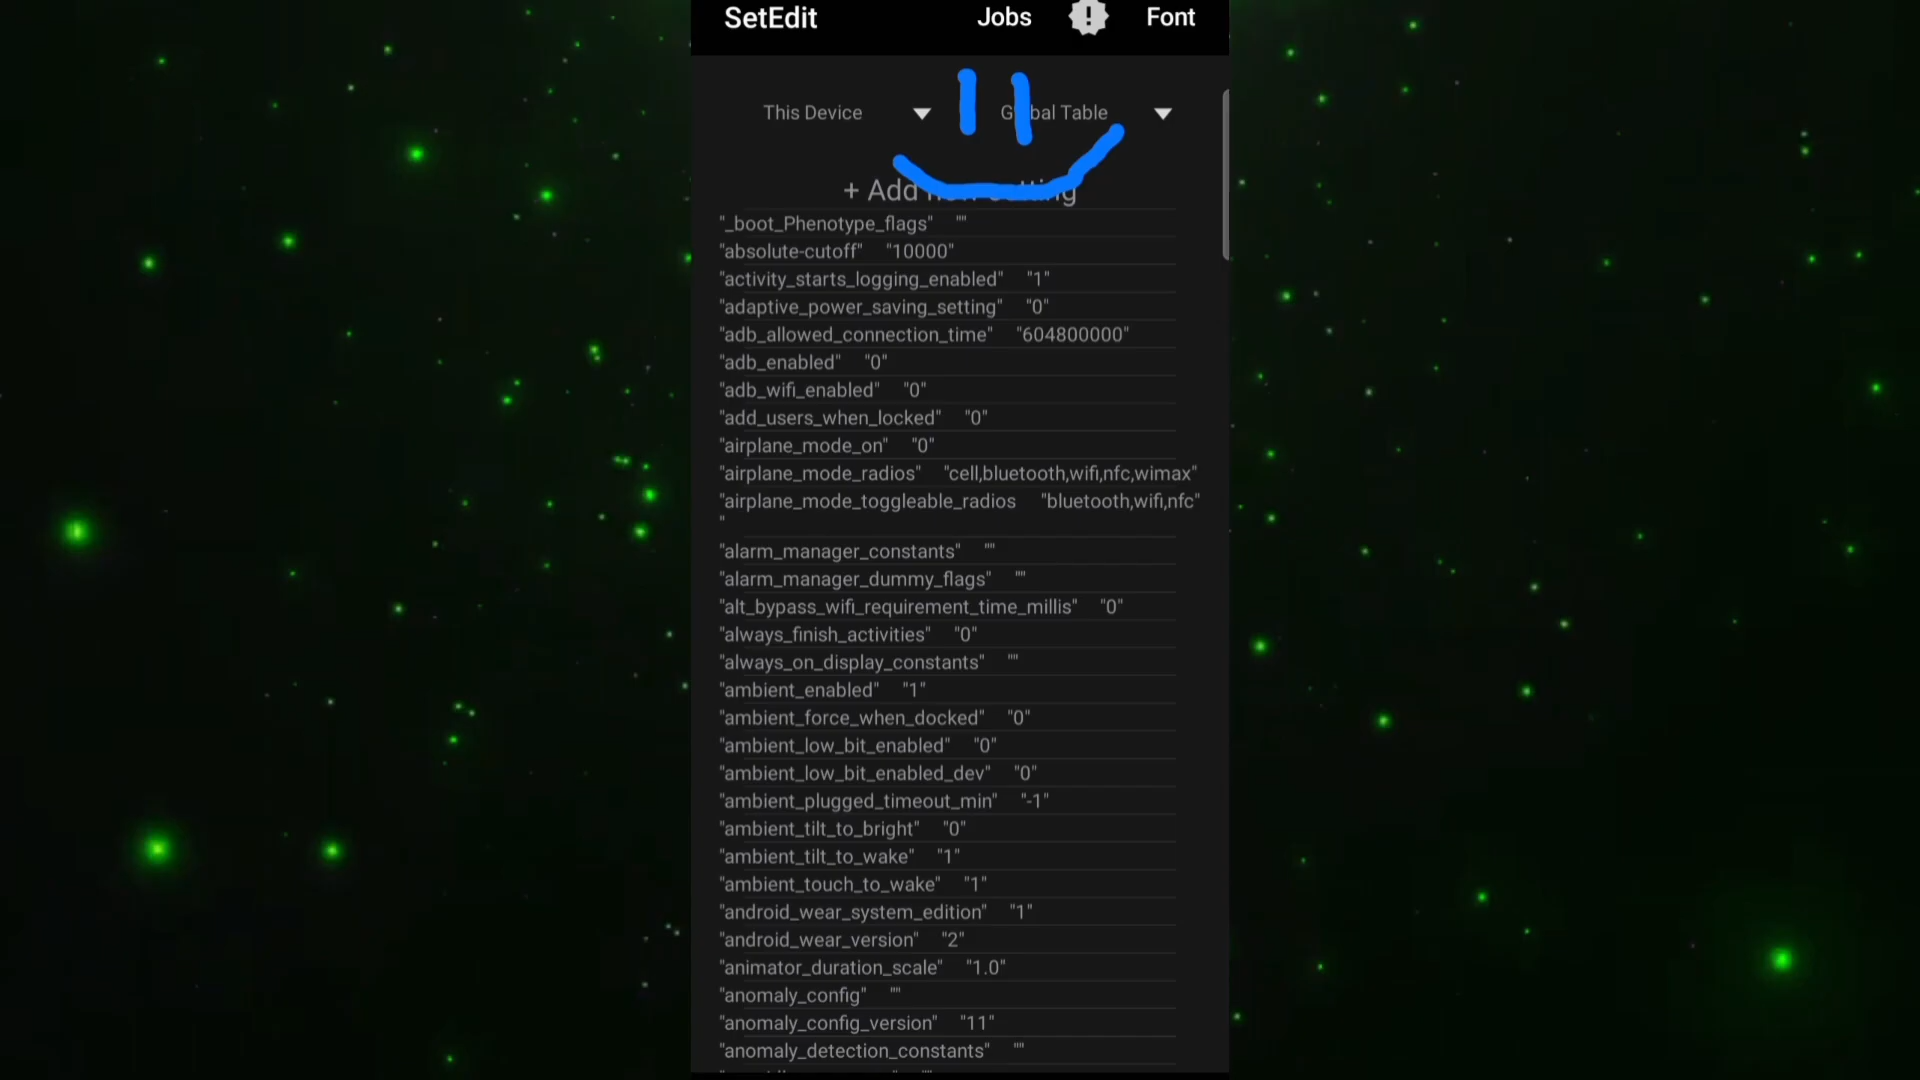 SetEdit Jobs Font
This Device Global Table
+ Add new setting
"_boot_Phenotype_flags" ""
"absolute-cutoff" "10000"
"activity_starts_logging_enabled" "1"
"adaptive_power_saving_setting" "0"
"adb_allowed_connection_time" "604800000"
"adb_enabled" "0"
"adb_wifi_enabled" "0"
"add_users_when_locked" "0"
"airplane_mode_on" "0"
"airplane_mode_radios" "cell,bluetooth,wifi,nfc,wimax"
"airplane_mode_toggleable_radios "bluetooth,wifi,nfc"
"
"alarm_manager_constants" ""
"alarm_manager_dummy_flags" ""
"alt_bypass_wifi_requirement_time_millis" "0"
"always_finish_activities" "0"
"always_on_display_constants" ""
"ambient_enabled" "1"
"ambient_force_when_docked" "0"
"ambient_low_bit_enabled" "0"
"ambient_low_bit_enabled_dev" "0"
"ambient_plugged_timeout_min" "-1"
"ambient_tilt_to_bright" "0"
"ambient_tilt_to_wake" "1"
"ambient_touch_to_wake" "1"
"android_wear_system_edition" "1"
"android_wear_version" "2"
"animator_duration_scale" "1.0"
"anomaly_config" ""
"anomaly_config_version" "11"
"anomaly_detection_constants" ""